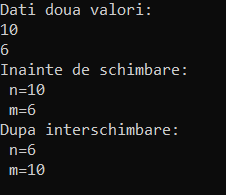 Dati doua valori:
10
6
Inainte de schimbare:
 n=10
 m=6
Dupa interschimbare:
 n=6
 m=10